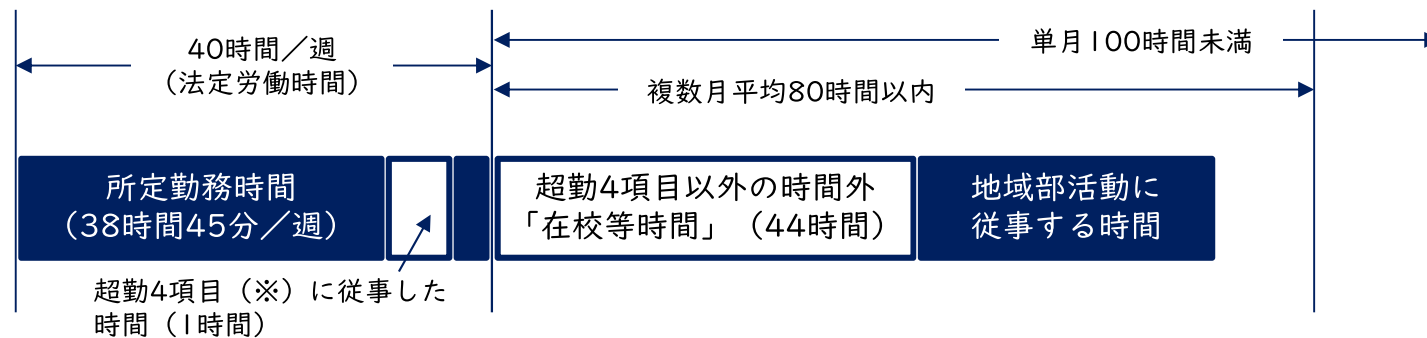 40時間／週
（法定労働時間）
単月100時間未満
複数月平均80時間以内
所定勤務時間
（38時間45分／週）
超勤4項目以外の時間外
「在校等時間」（44時間）
地域部活動に
従事する時間
超勤4項目（※）に従事した
時間（1時間）